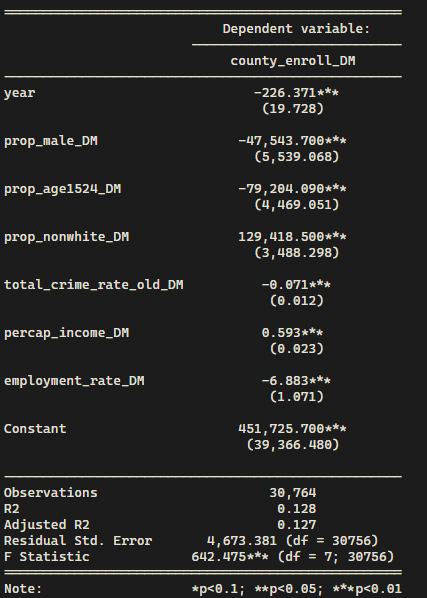 Dependent variable:
county_enroll_DM
year -226.371***
(19.728)
prop_male_DM -47,543.700***
(5,539.068)
prop_age1524_DM -79,204.090***
(4,469.051)
prop_nonwhite_DM 129,418.500***
(3,488.298)
total_crime_rate_old_DM -0.071***
(0.012)
percap_income_DM 0.593***
(0.023)
employment_rate_DM -6.883***
(1.071)
Constant 451,725.700***
(39,366.480)
Observations 30,764
R2 0.128
Adjusted R2 0.127
Residual Std. Error 4,673.381 (df = 30756)
F Statistic 642.475*** (df = 7; 30756)
Note: *p<0.1; **p<0.05; ***p<0.01